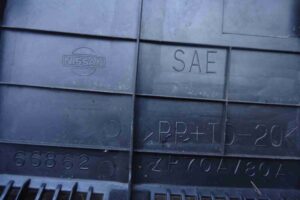 NISSAN
SAE
>PP+TD-20<
66862